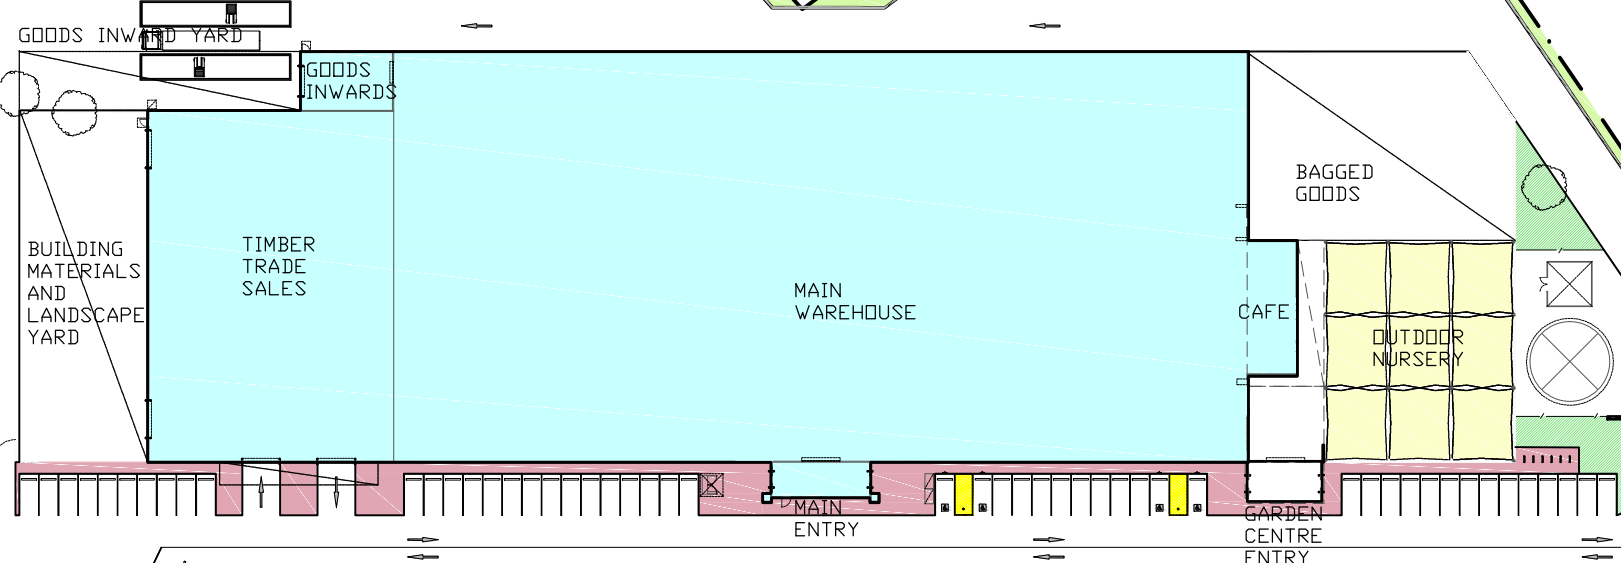 GOODS INWARD YARD
GOODS
INWARDS
BAGGED
GOODS
BUILDING
MATERIALS
AND
LANDSCAPE
YARD
TIMBER
TRADE
SALES
MAIN
WAREHOUSE
CAFE
OUTDOOR
NURSERY
MAIN
ENTRY
GARDEN
CENTRE
ENTRY